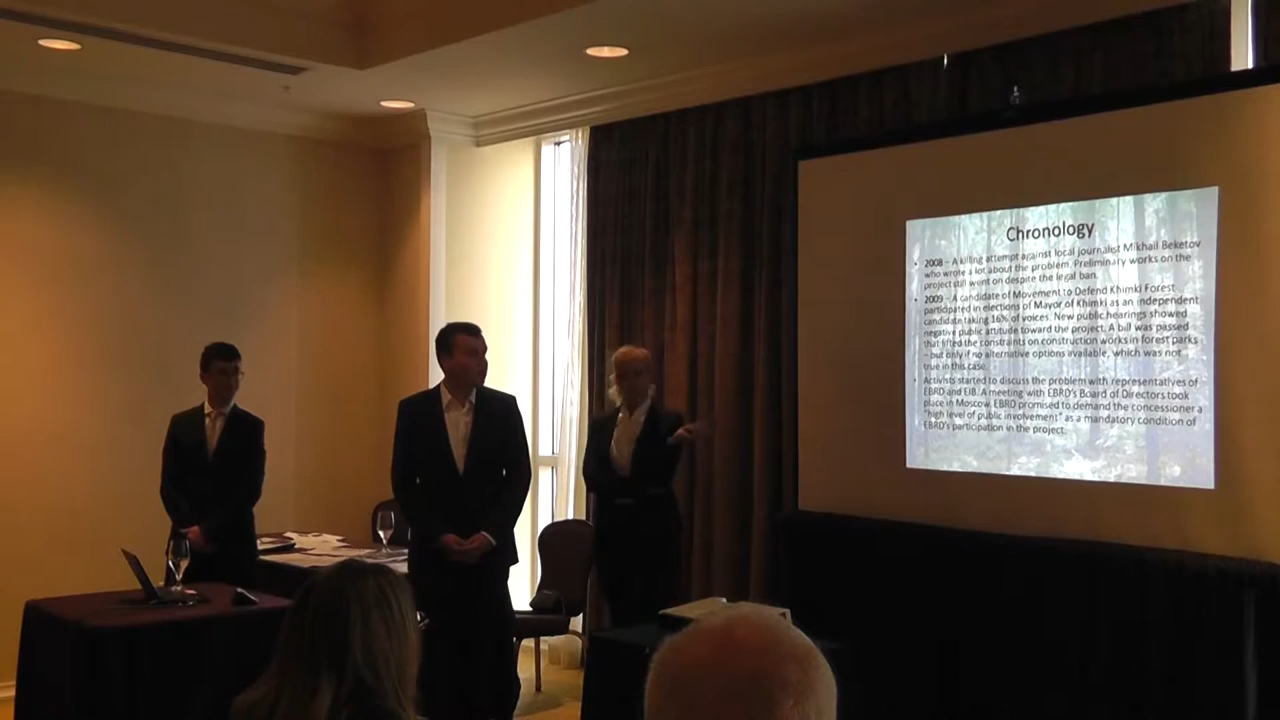 Chronology
• 2008 – A killing attempt against local journalist Mikhail Beketov
who wrote a lot about the problem. Preliminary works on the
project still went on despite the legal ban.
• 2009 – A candidate of Movement to Defend Khimki Forest
participated in elections of Mayor of Khimki as an independent
candidate taking 16% of voices. New public hearings showed
negative public attitude toward the project. A bill was passed
that lifted the constraints on construction works in forest parks
– but only if no alternative options available, which was not
true in this case.
• Activists started to discuss the problem with representatives of
EBRD and EIB. A meeting with EBRD's Board of Directors took
place in Moscow. EBRD promised to demand the concessioner a
"high level of public involvement" as a mandatory condition of
EBRD's participation in the project.